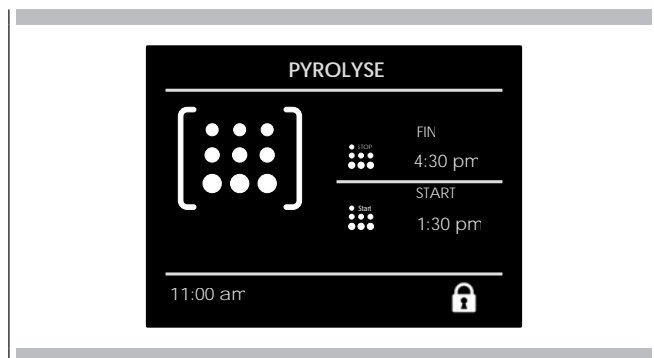 PYROLYSE
FIN
STOP
4:30 pm
START
Start
1:30 pm
11:00 am